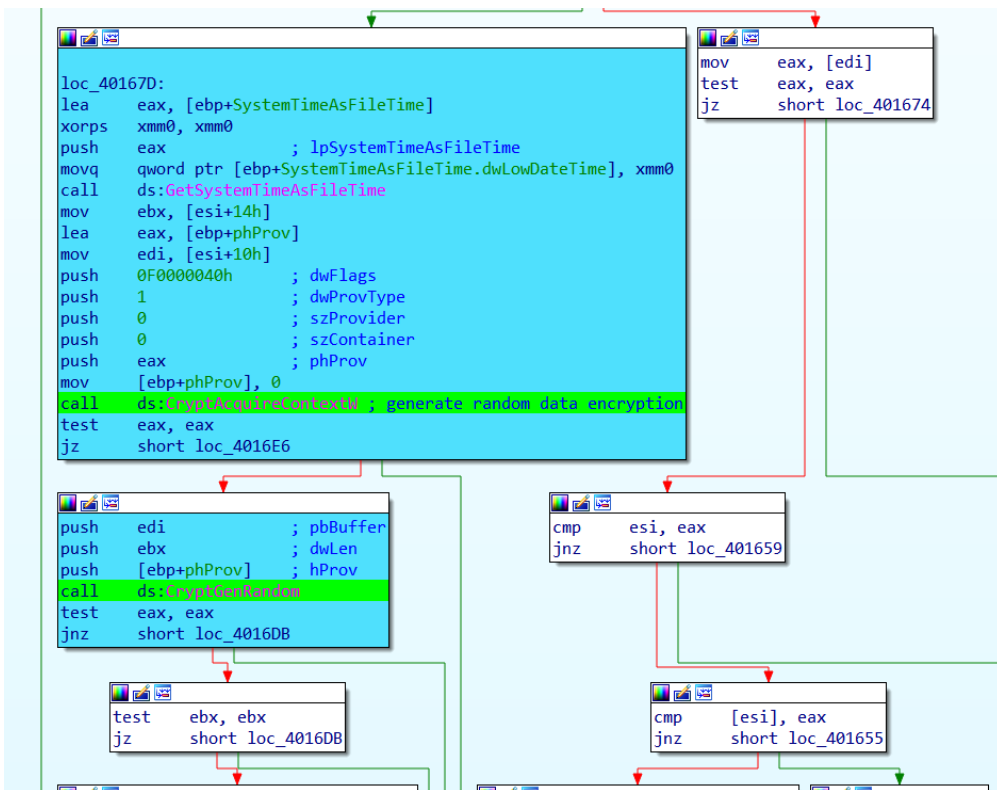 loc_40167D:
lea eax, [ebp+SystemTimeAsFileTime]
xorps xmm0, xmm0
push eax ; lpSystemTimeAsFileTime
movq qword ptr [ebp+SystemTimeAsFileTime.dwLowDateTime], xmm0
call ds:GetSystemTimeAsFileTime
mov ebx, [esi+14h]
lea eax, [ebp+phProv]
mov edi, [esi+10h]
push 0F0000040h ; dwFlags
push 1 ; dwProvType
push 0 ; szProvider
push 0 ; szContainer
push eax ; phProv
mov [ebp+phProv], 0
call ds:CryptAcquireContextW ; generate random data encryption
test eax, eax
jz short loc_4016E6
mov eax, [edi]
test eax, eax
jz short loc_401674
push edi ; pbBuffer
push ebx ; dwLen
push [ebp+phProv] ; hProv
call ds:CryptGenRandom
test eax, eax
jnz short loc_4016DB
cmp esi, eax
jnz short loc_401659
test ebx, ebx
jz short loc_4016DB
cmp [esi], eax
jnz short loc_401655